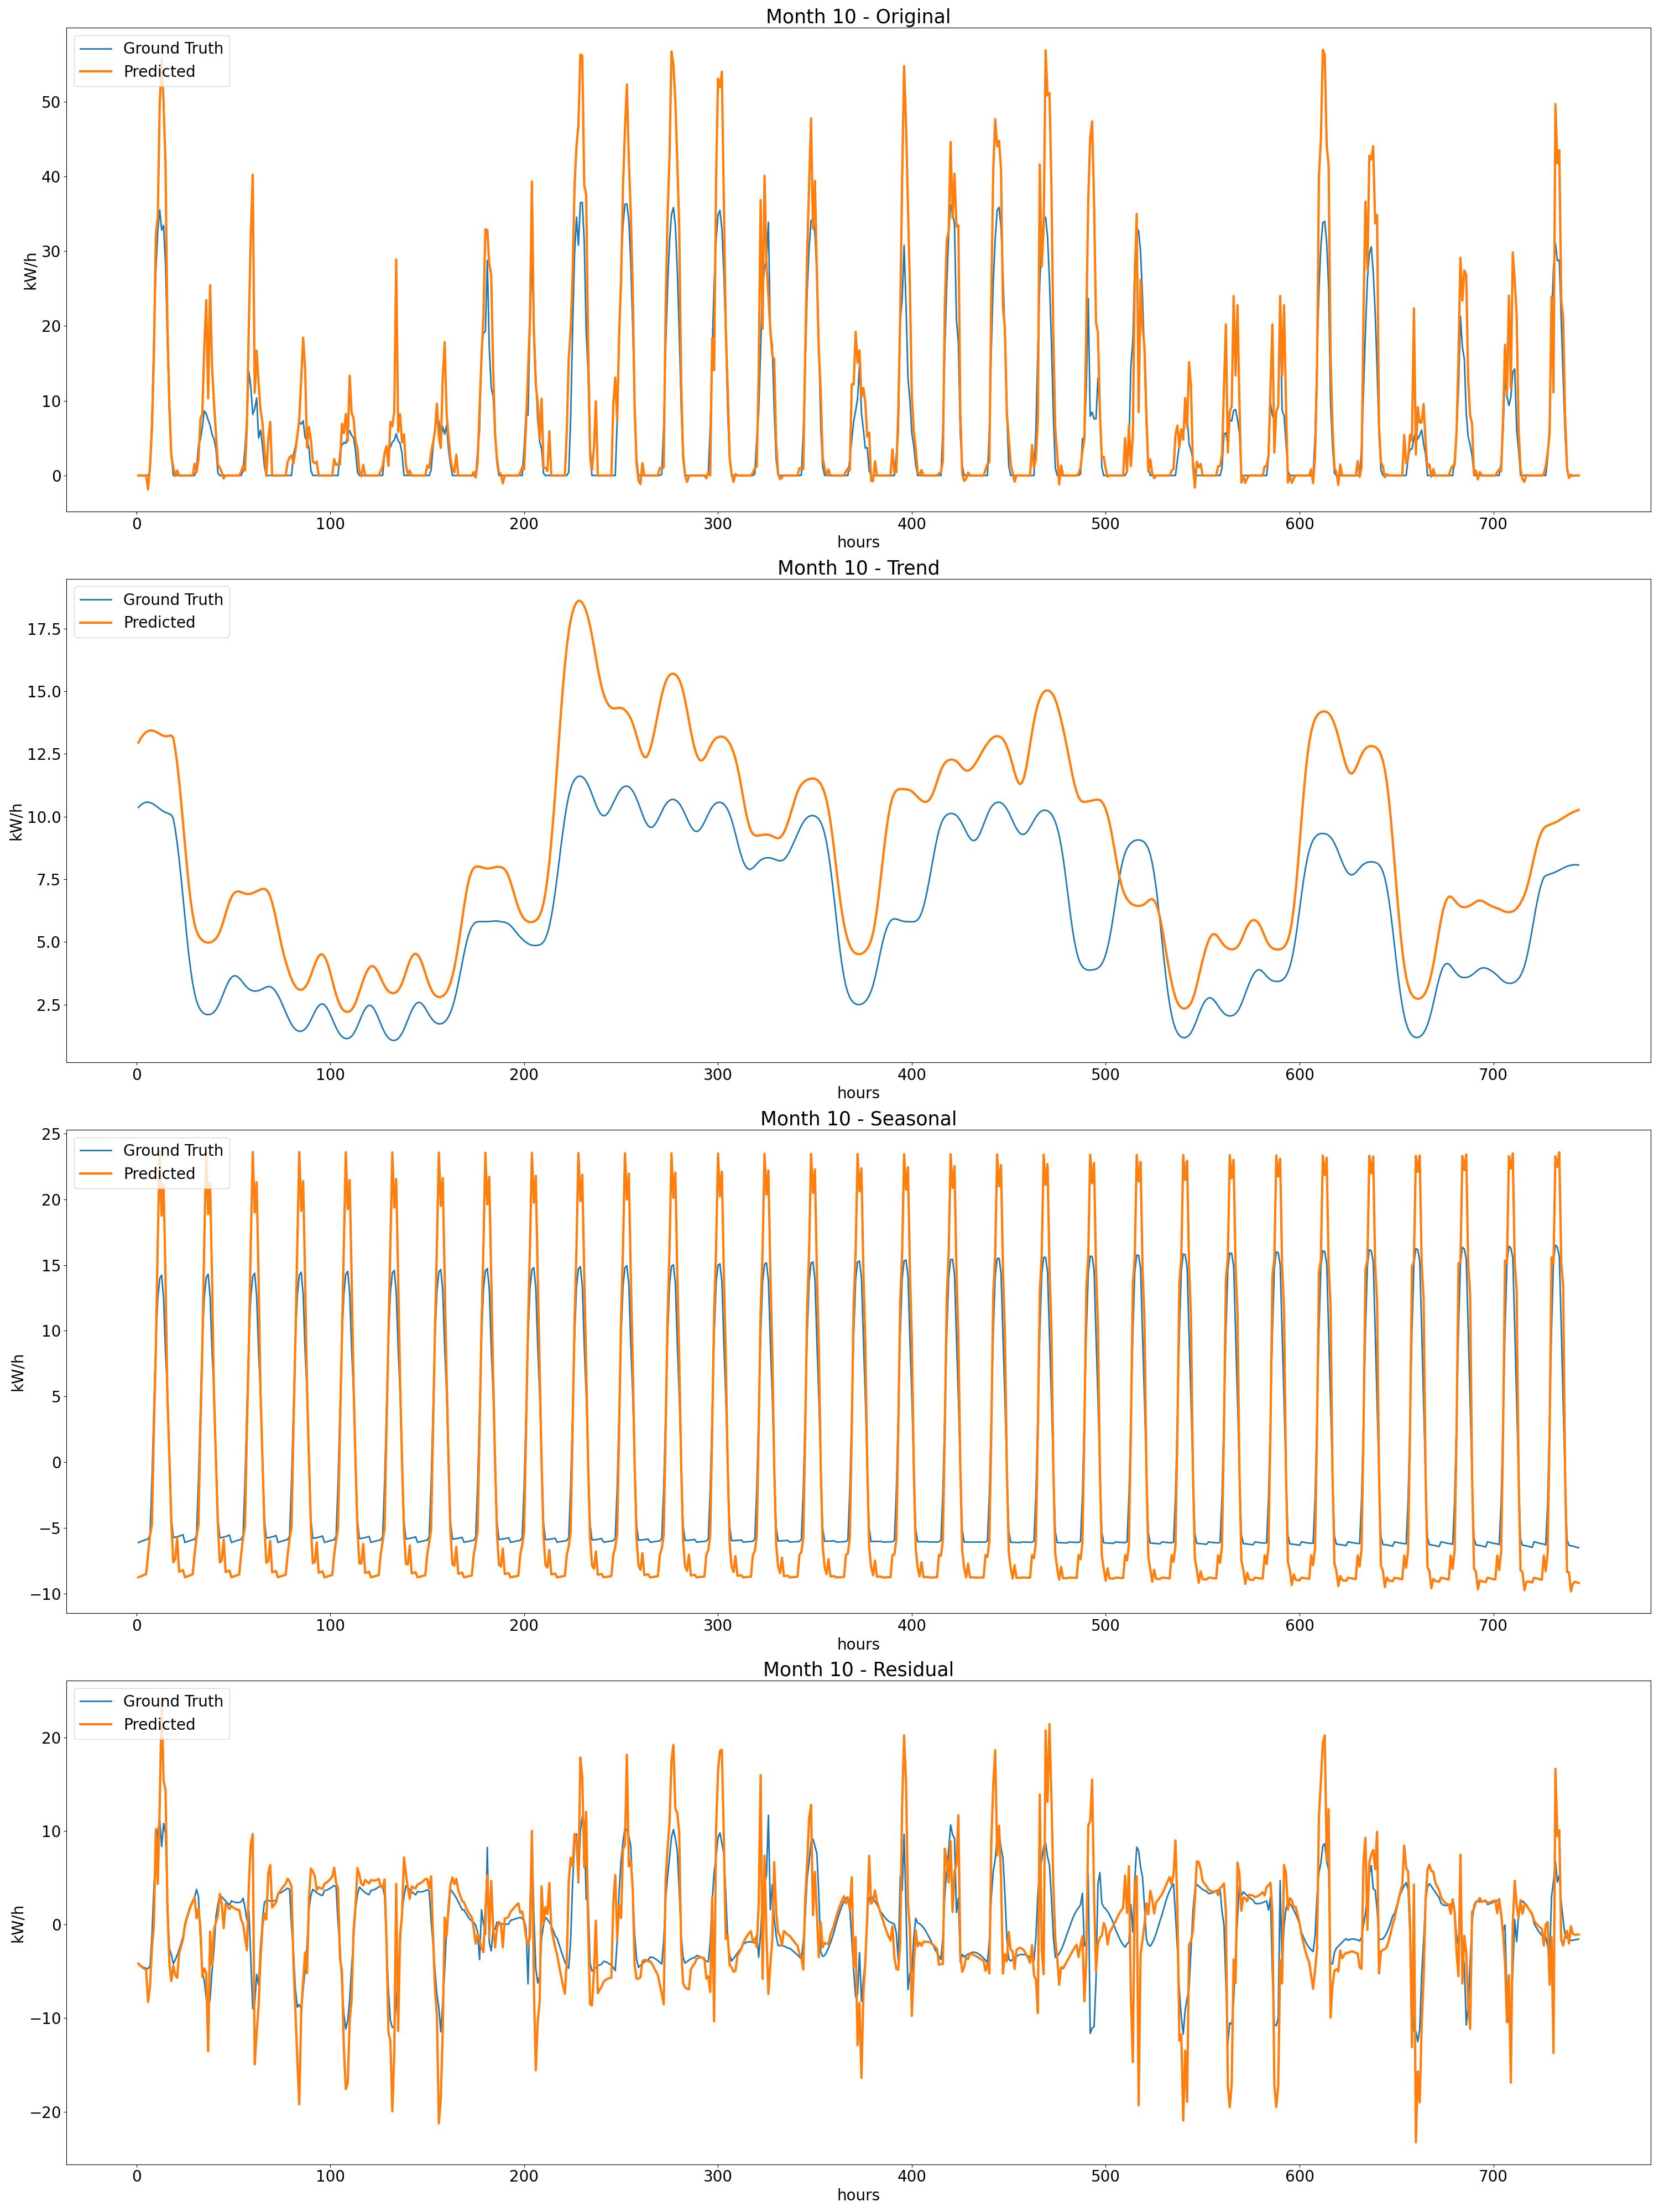 Month 10 - Original
Ground Truth
Predicted
kW/h
50
40
30
20
10
0
0 100 200 300 400 500 600 700
hours
Month 10 - Trend
Ground Truth
Predicted
kW/h
17.5
15.0
12.5
10.0
7.5
5.0
2.5
0 100 200 300 400 500 600 700
hours
Month 10 - Seasonal
Ground Truth
Predicted
kW/h
25
20
15
10
5
0
−5
−10
0 100 200 300 400 500 600 700
hours
Month 10 - Residual
Ground Truth
Predicted
kW/h
20
10
0
−10
−20
0 100 200 300 400 500 600 700
hours